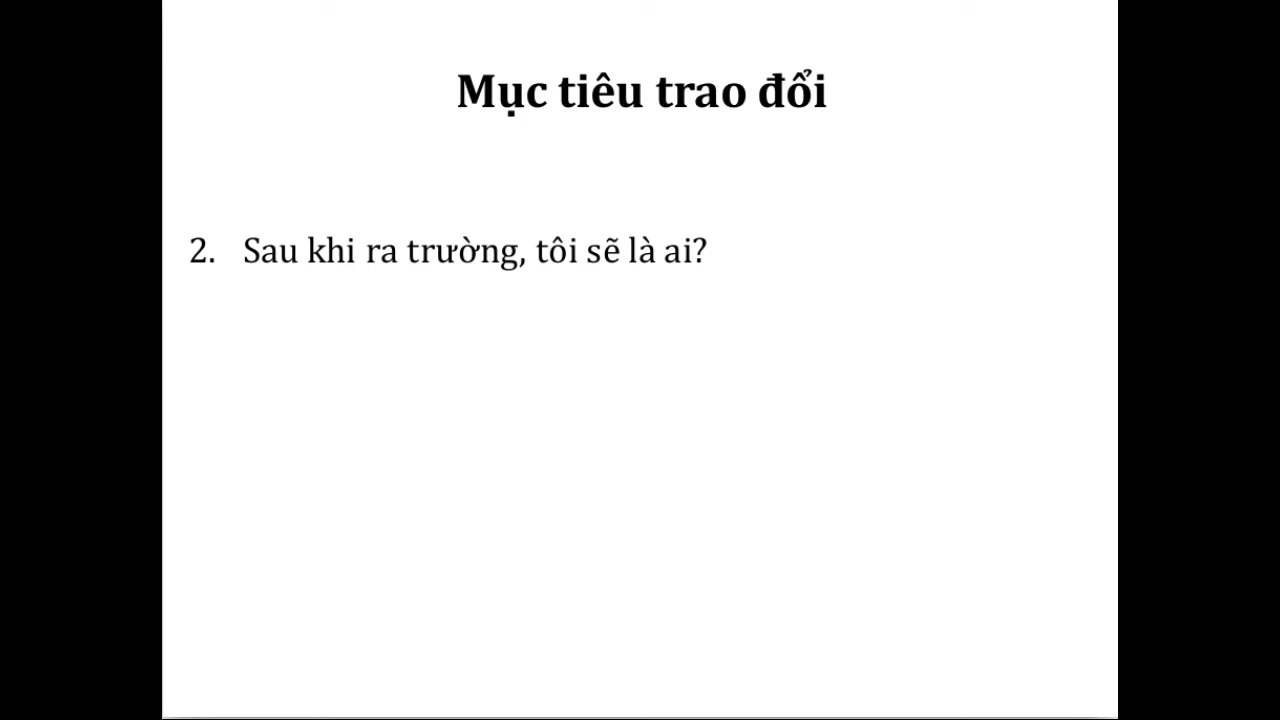 Mục tiêu trao đổi
2. Sau khi ra trường, tôi sẽ là ai?